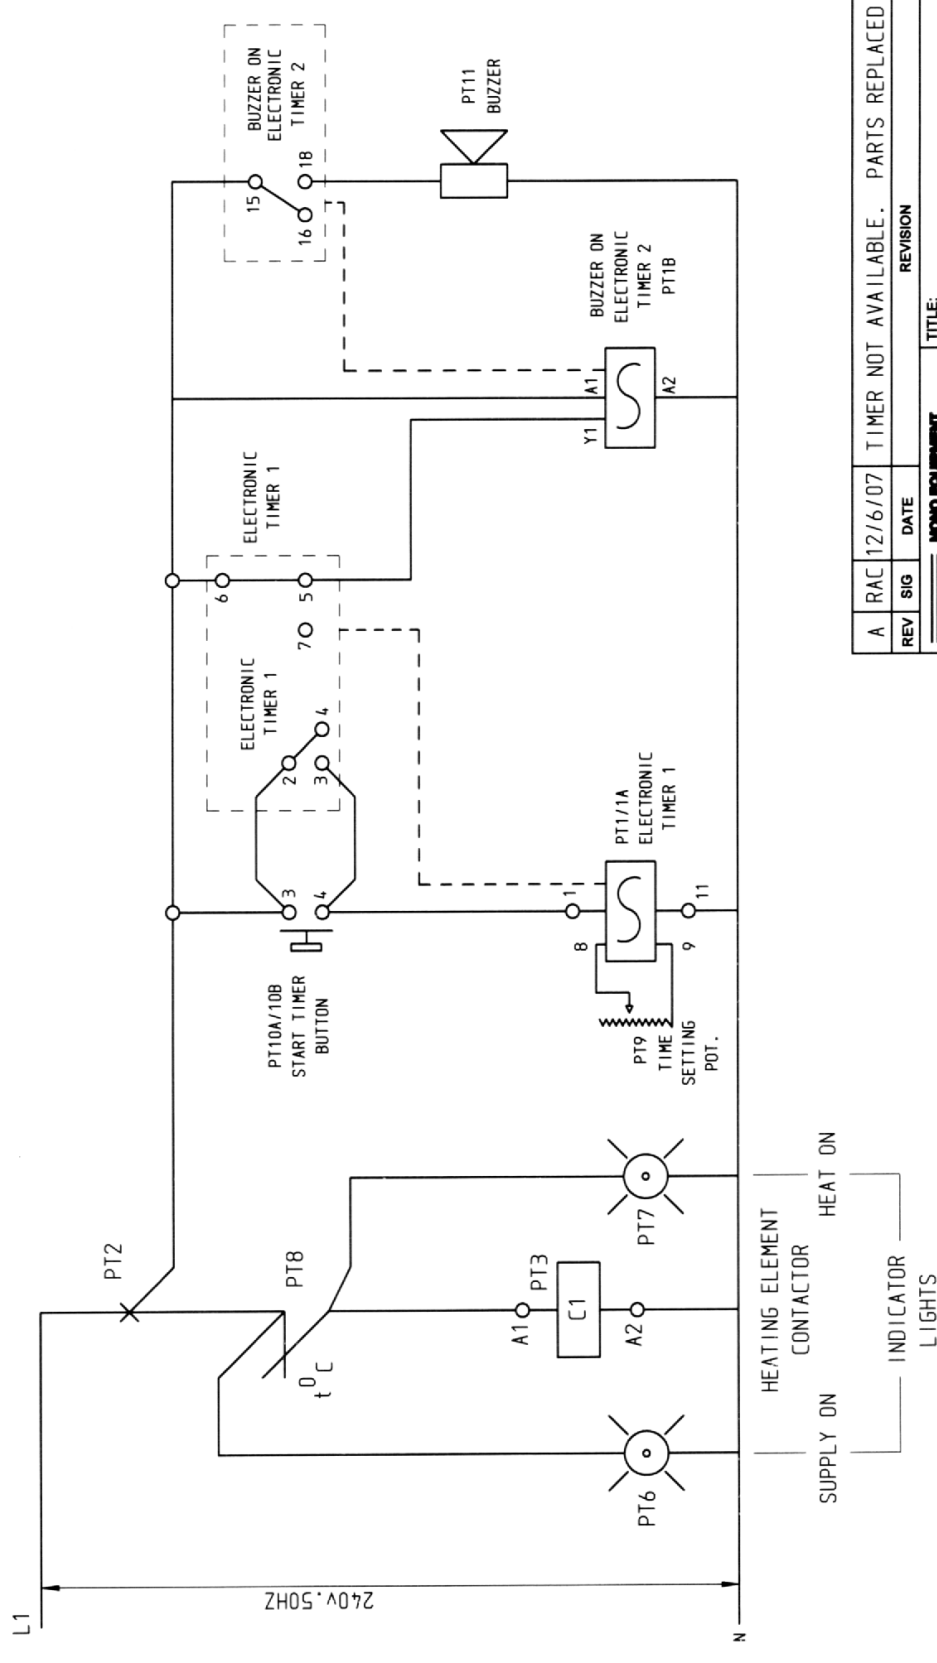 L1
240v.50HZ
N
PT2
PT8
t⁰C
PT6
A1
PT3
C1
A2
PT7
SUPPLY ON
HEATING ELEMENT
CONTACTOR
HEAT ON
INDICATOR
LIGHTS
PT10A/10B
START TIMER
BUTTON
3
4
ELECTRONIC
TIMER 1
2
3
4
7
ELECTRONIC
TIMER 1
6
5
PT9
TIME
SETTING
POT.
8
9
1
11
PT1/1A
ELECTRONIC
TIMER 1
Y1
A1
A2
BUZZER ON
ELECTRONIC
TIMER 2
PT1B
BUZZER ON
ELECTRONIC
TIMER 2
15
16
18
PT11
BUZZER
A RAC 12/6/07 TIMER NOT AVAILABLE. PARTS REPLACED
REV SIG DATE REVISION
MONO EQUIPMENT
TITLE: